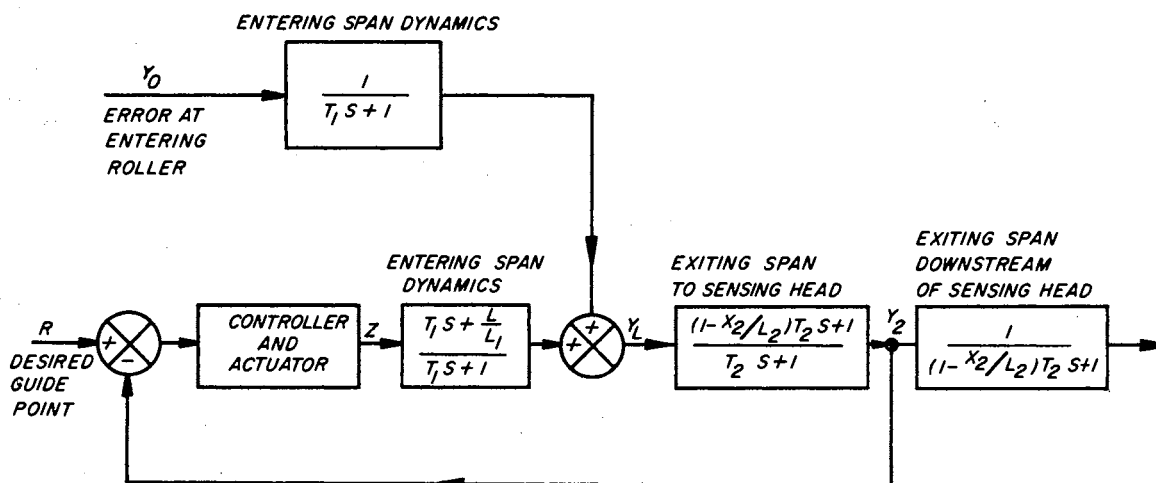 ENTERING SPAN DYNAMICS
Y0
1
T1 S + 1
ERROR AT
ENTERING
ROLLER
ENTERING SPAN
DYNAMICS
EXITING SPAN
TO SENSING HEAD
EXITING SPAN
DOWNSTREAM
OF SENSING HEAD
R
+
-
DESIRED
GUIDE
POINT
CONTROLLER
AND
ACTUATOR
Z
T1 S + L/L1
T1 S + 1
+
+
YL
(1- X2/L2) T2 S+1
T2 S + 1
Y2
1
(1- X2/L2) T2 S+1